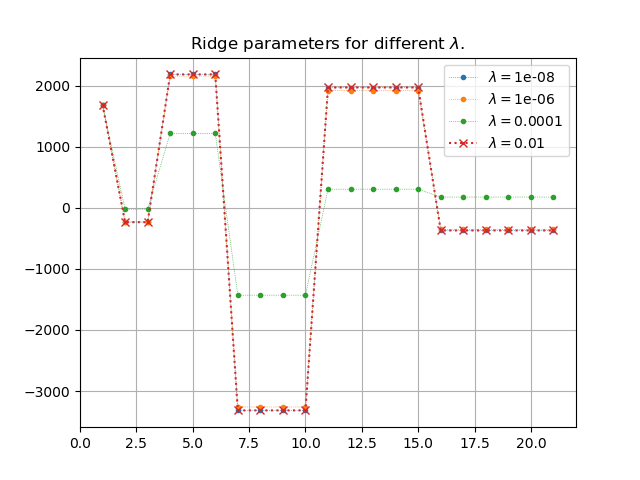 Ridge parameters for different λ.
λ = 1e-08
λ = 1e-06
λ = 0.0001
λ = 0.01
2000
1000
0
−1000
−2000
−3000
0.0 2.5 5.0 7.5 10.0 12.5 15.0 17.5 20.0